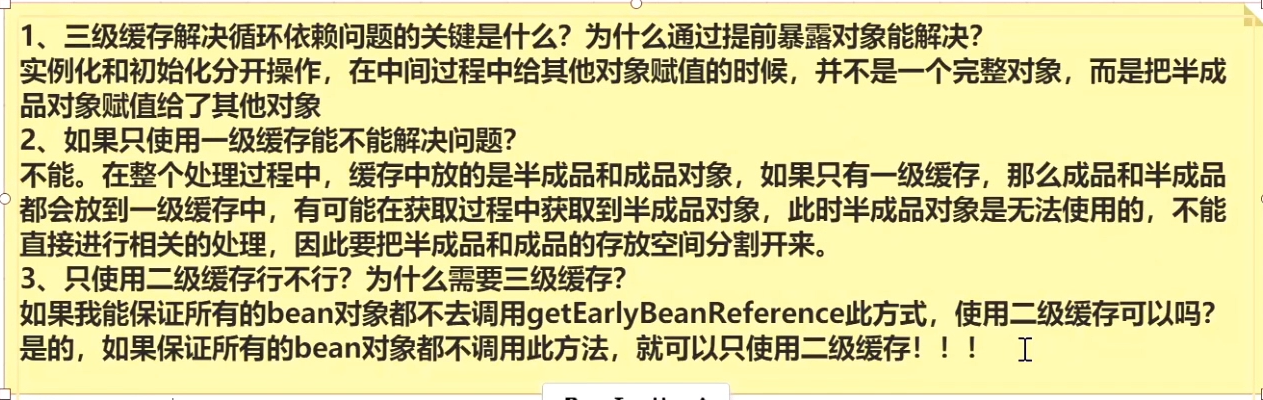 1、三级缓存解决循环依赖问题的关键是什么？为什么通过提前暴露对象能解决？
实例化和初始化分开操作，在中间过程中给其他对象赋值的时候，并不是一个完整对象，而是把半成
品对象赋值给了其他对象
2、如果只使用一级缓存能不能解决问题？
不能。在整个处理过程中，缓存中放的是半成品和成品对象，如果只有一级缓存，那么成品和半成品
都会放到一级缓存中，有可能在获取过程中获取到半成品对象，此时半成品对象是无法使用的，不能
直接进行相关的处理，因此要把半成品和成品的存放空间分割开来。
3、只使用二级缓存行不行？为什么需要三级缓存？
如果我能保证所有的bean对象都不去调用getEarlyBeanReference此方式，使用二级缓存可以吗？
是的，如果保证所有的bean对象都不调用此方法，就可以只使用二级缓存！！！